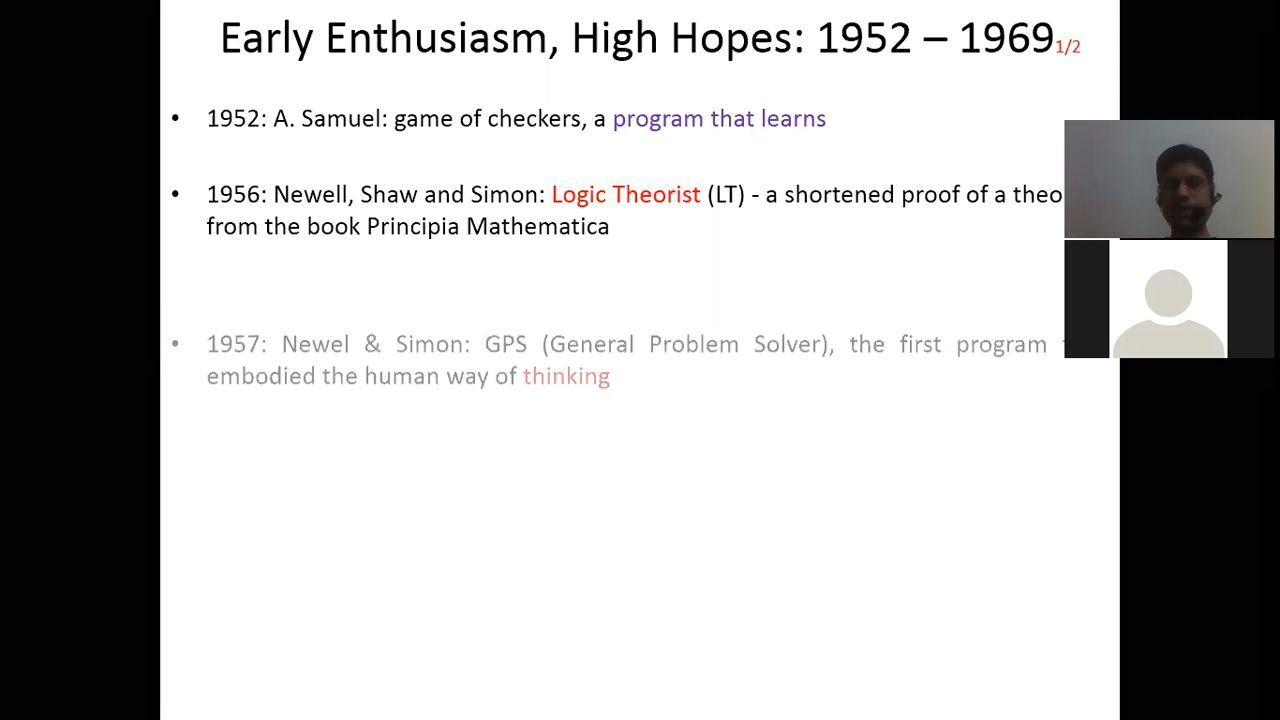 Early Enthusiasm, High Hopes: 1952 – 1969 1/2
• 1952: A. Samuel: game of checkers, a program that learns
• 1956: Newell, Shaw and Simon: Logic Theorist (LT) - a shortened proof of a theo
from the book Principia Mathematica
• 1957: Newel & Simon: GPS (General Problem Solver), the first program
embodied the human way of thinking